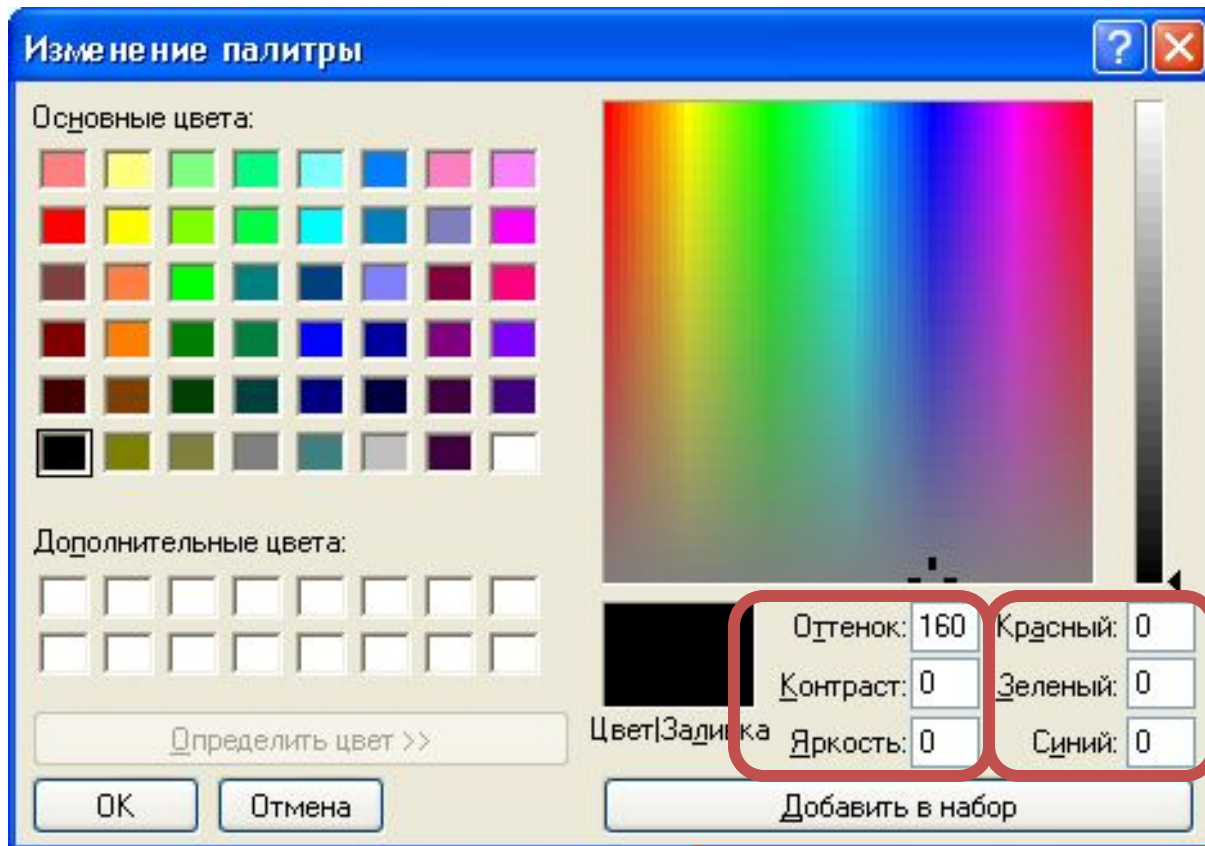 Изменение палитры
Основные цвета:
Дополнительные цвета:
Определить цвет >>
OK Отмена
Цвет|Заливка
Оттенок: 160
Контраст: 0
Яркость: 0
Красный: 0
Зеленый: 0
Синий: 0
Добавить в набор